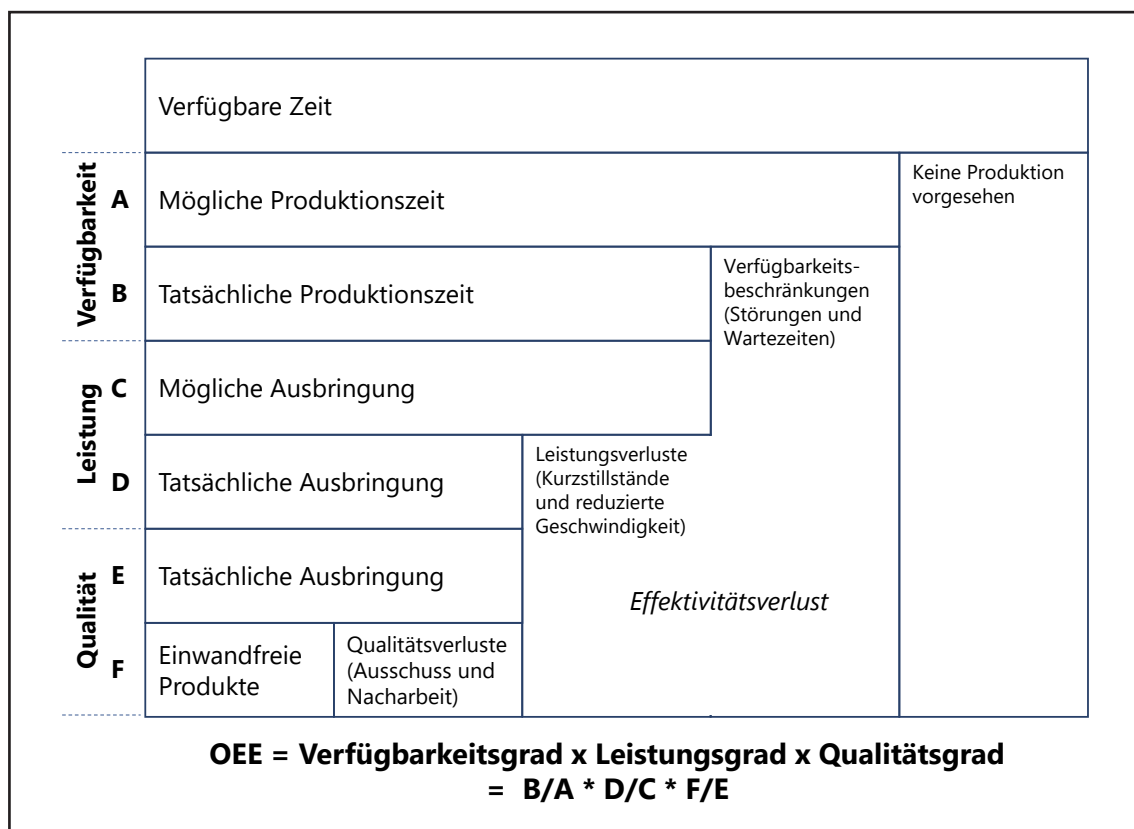 Verfügbare Zeit
Verfügbarkeit
A
Mögliche Produktionszeit
Keine Produktion
vorgesehen
B
Tatsächliche Produktionszeit
Verfügbarkeits-
beschränkungen
(Störungen und
Wartezeiten)
Leistung
C
Mögliche Ausbringung
D
Tatsächliche Ausbringung
Leistungsverluste
(Kurzstillstände
und reduzierte
Geschwindigkeit)
Qualität
E
Tatsächliche Ausbringung
Effektivitätsverlust
F
Einwandfreie
Produkte
Qualitätsverluste
(Ausschuss und
Nacharbeit)
OEE = Verfügbarkeitsgrad x Leistungsgrad x Qualitätsgrad
= B/A * D/C * F/E